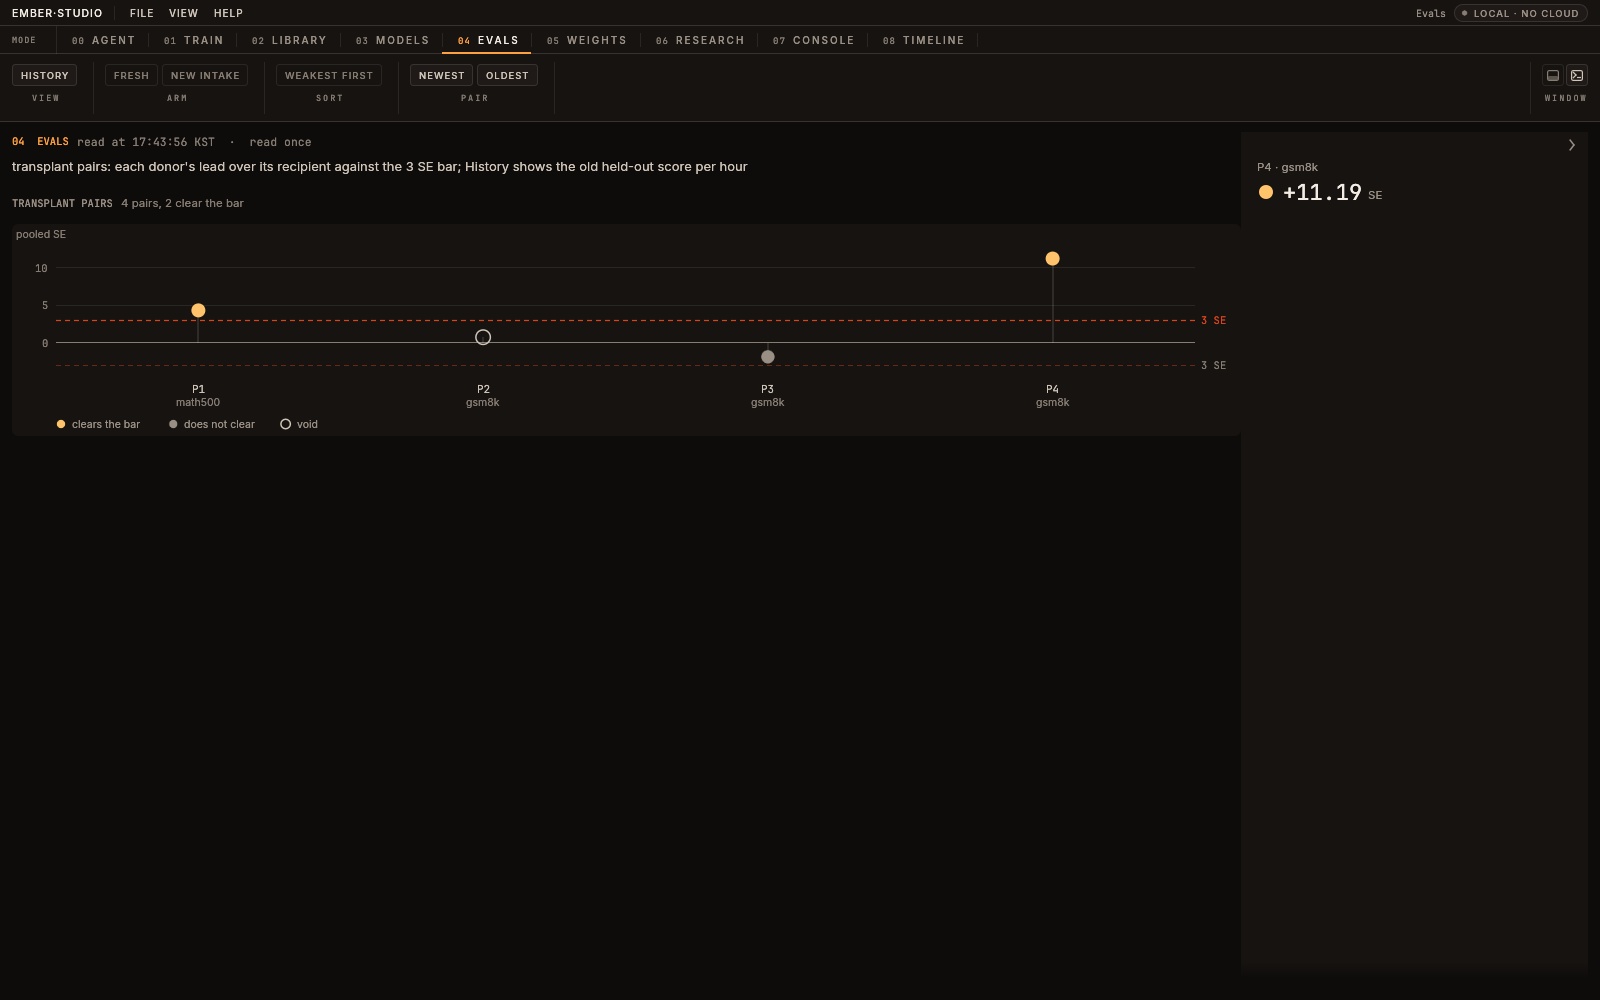 EMBER·STUDIO FILE VIEW HELP Evals LOCAL · NO CLOUD
MODE 00 AGENT 01 TRAIN 02 LIBRARY 03 MODELS 04 EVALS 05 WEIGHTS 06 RESEARCH 07 CONSOLE 08 TIMELINE
HISTORY FRESH NEW INTAKE WEAKEST FIRST NEWEST OLDEST
VIEW ARM SORT PAIR WINDOW
04 EVALS read at 17:43:56 KST · read once
transplant pairs: each donor's lead over its recipient against the 3 SE bar; History shows the old held-out score per hour
TRANSPLANT PAIRS 4 pairs, 2 clear the bar
pooled SE
10
5
3 SE
0
3 SE
P1 P2 P3 P4
math500 gsm8k gsm8k gsm8k
clears the bar does not clear void
P4 · gsm8k
+11.19 SE